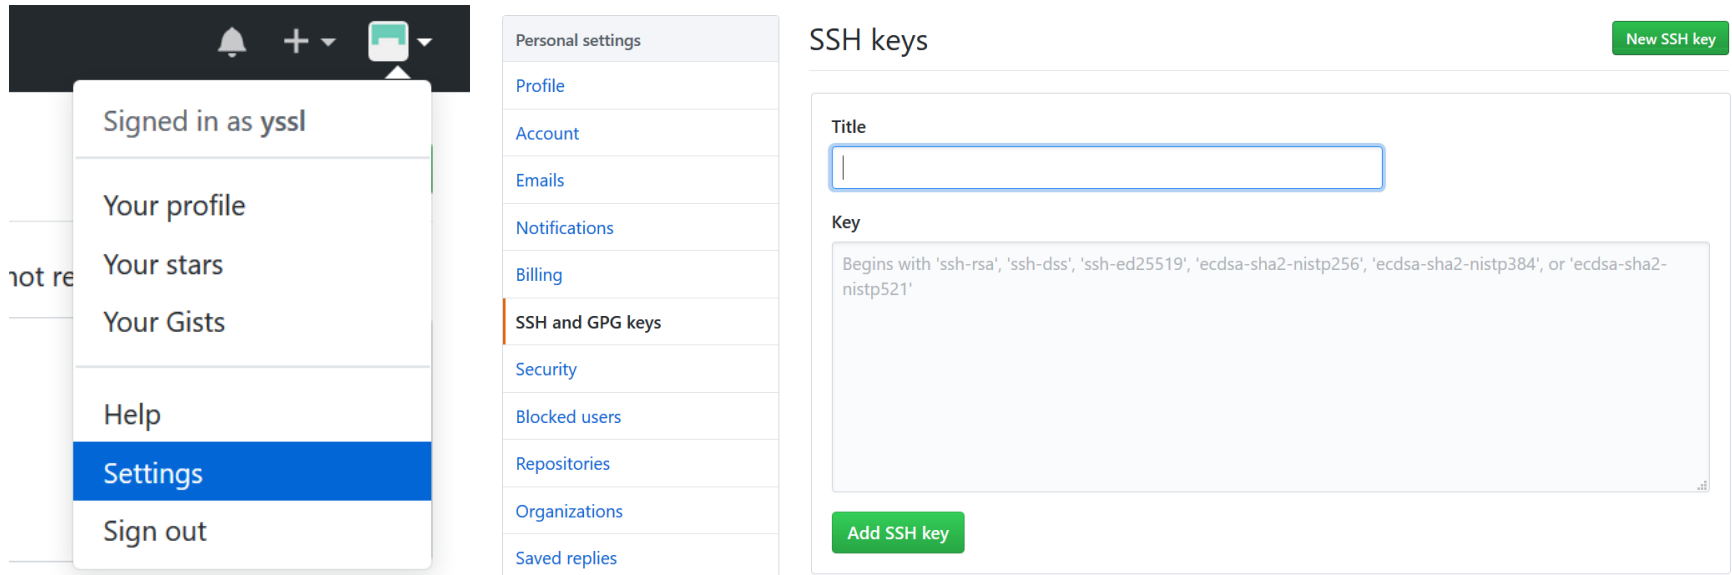 Signed in as yssl
Your profile
Your stars
Your Gists
not re
Help
Settings
Sign out
Personal settings
Profile
Account
Emails
Notifications
Billing
SSH and GPG keys
Security
Blocked users
Repositories
Organizations
Saved replies
SSH keys
New SSH key
Title
Key
Begins with 'ssh-rsa', 'ssh-dss', 'ssh-ed25519', 'ecdsa-sha2-nistp256', 'ecdsa-sha2-nistp384', or 'ecdsa-sha2-
nistp521'
Add SSH key